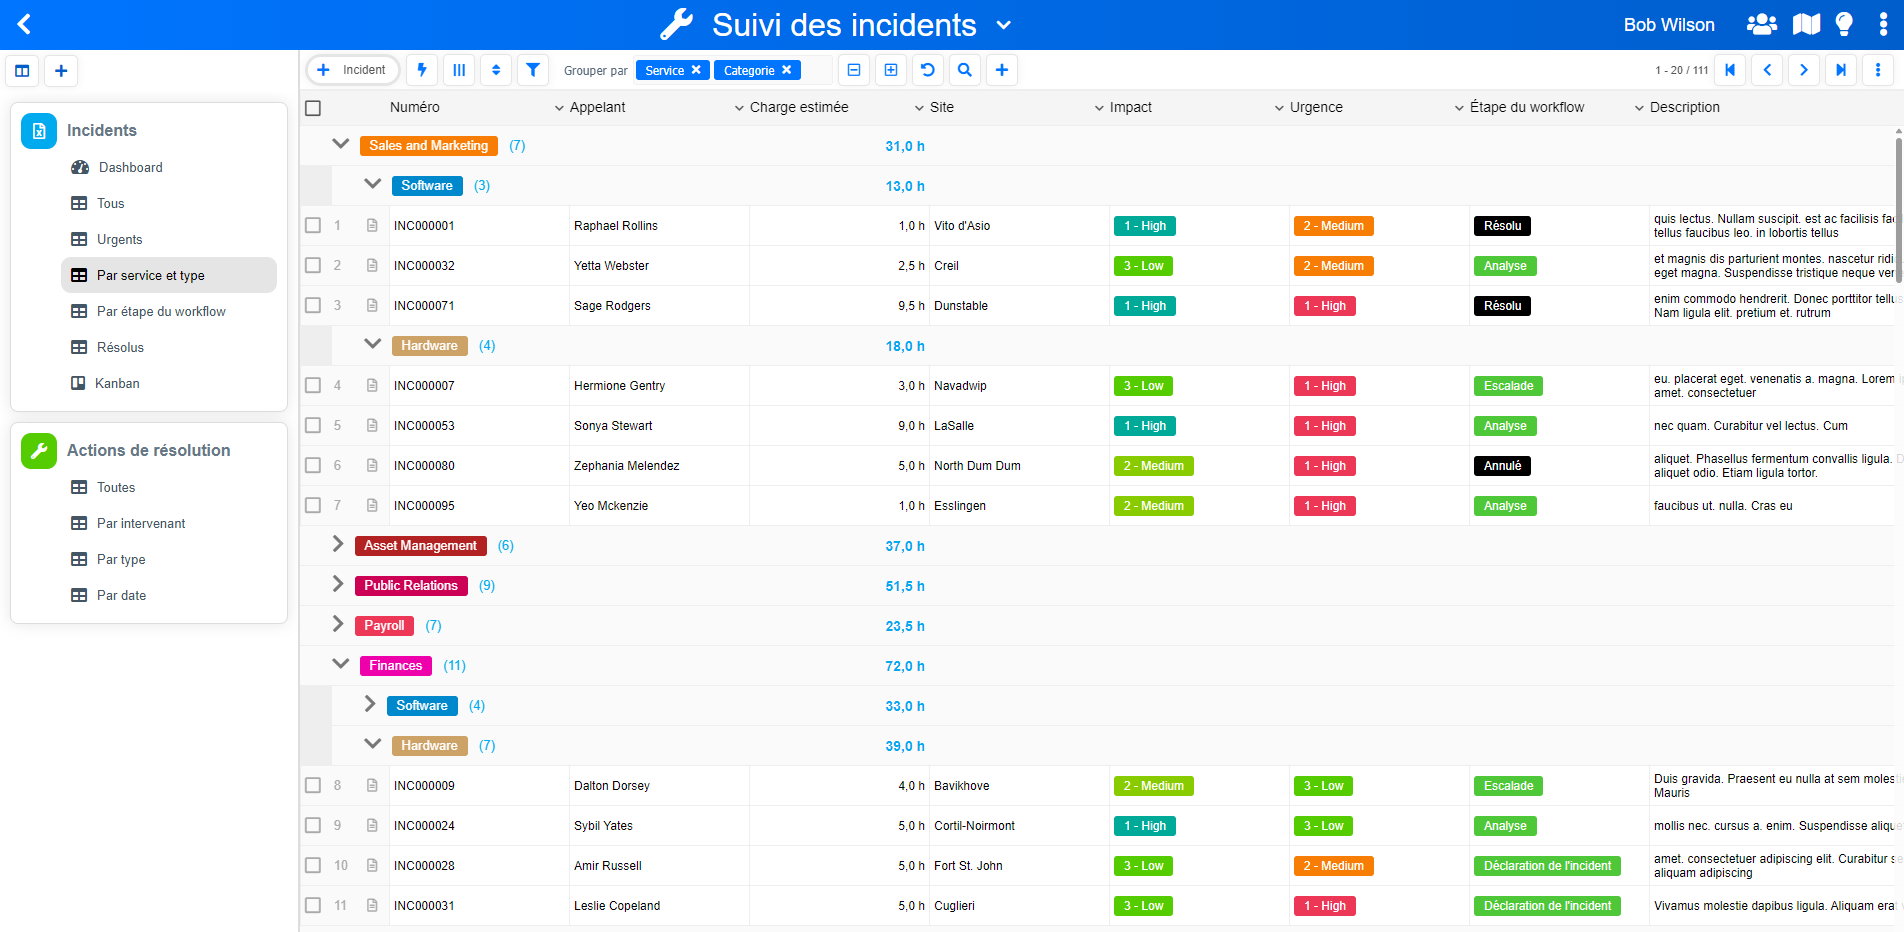 Suivi des incidents
Bob Wilson
Incident
Grouper par
Service
Categorie
1 - 20 / 111
Incidents
Dashboard
Tous
Urgents
Par service et type
Par étape du workflow
Résolus
Kanban
Actions de résolution
Toutes
Par intervenant
Par type
Par date
Numéro Appelant Charge estimée Site Impact Urgence Étape du workflow Description
Sales and Marketing (7) 31,0 h
Software (3) 13,0 h
1 INC000001 Raphael Rollins 1,0 h Vito d'Asio 1 - High 2 - Medium Résolu quis lectus. Nullam suscipit. est ac facilisis
tellus faucibus leo. in lobortis tellus
2 INC000032 Yetta Webster 2,5 h Creil 3 - Low 2 - Medium Analyse et magnis dis parturient montes. nascetur
eget magna. Suspendisse tristique neque
3 INC000071 Sage Rodgers 9,5 h Dunstable 1 - High 1 - High Résolu enim commodo hendrerit. Donec porttitor
Nam ligula elit. pretium et. rutrum
Hardware (4) 18,0 h
4 INC000007 Hermione Gentry 3,0 h Navadwip 3 - Low 1 - High Escalade eu. placerat eget. venenatis a. magna. Lorem
amet. consectetuer
5 INC000053 Sonya Stewart 9,0 h LaSalle 1 - High 1 - High Analyse nec quam. Curabitur vel lectus. Cum
6 INC000080 Zephania Melendez 5,0 h North Dum Dum 2 - Medium 1 - High Annulé aliquet. Phasellus fermentum convallis ligula.
aliquet odio. Etiam ligula tortor.
7 INC000095 Yeo Mckenzie 1,0 h Esslingen 2 - Medium 1 - High Analyse faucibus ut. nulla. Cras eu
Asset Management (6) 37,0 h
Public Relations (9) 51,5 h
Payroll (7) 23,5 h
Finances (11) 72,0 h
Software (4) 33,0 h
Hardware (7) 39,0 h
8 INC000009 Dalton Dorsey 4,0 h Bavikhove 2 - Medium 3 - Low Escalade Duis gravida. Praesent eu nulla at sem
Mauris
9 INC000024 Sybil Yates 5,0 h Cortil-Noirmont 1 - High 3 - Low Analyse mollis nec. cursus a. enim. Suspendisse
10 INC000028 Amir Russell 5,0 h Fort St. John 3 - Low 2 - Medium Déclaration de l'incident amet. consectetuer adipiscing elit. Curabitur
aliquam adipiscing
11 INC000031 Leslie Copeland 5,0 h Cuglieri 3 - Low 1 - High Déclaration de l'incident Vivamus molestie dapibus ligula. Aliquam erat